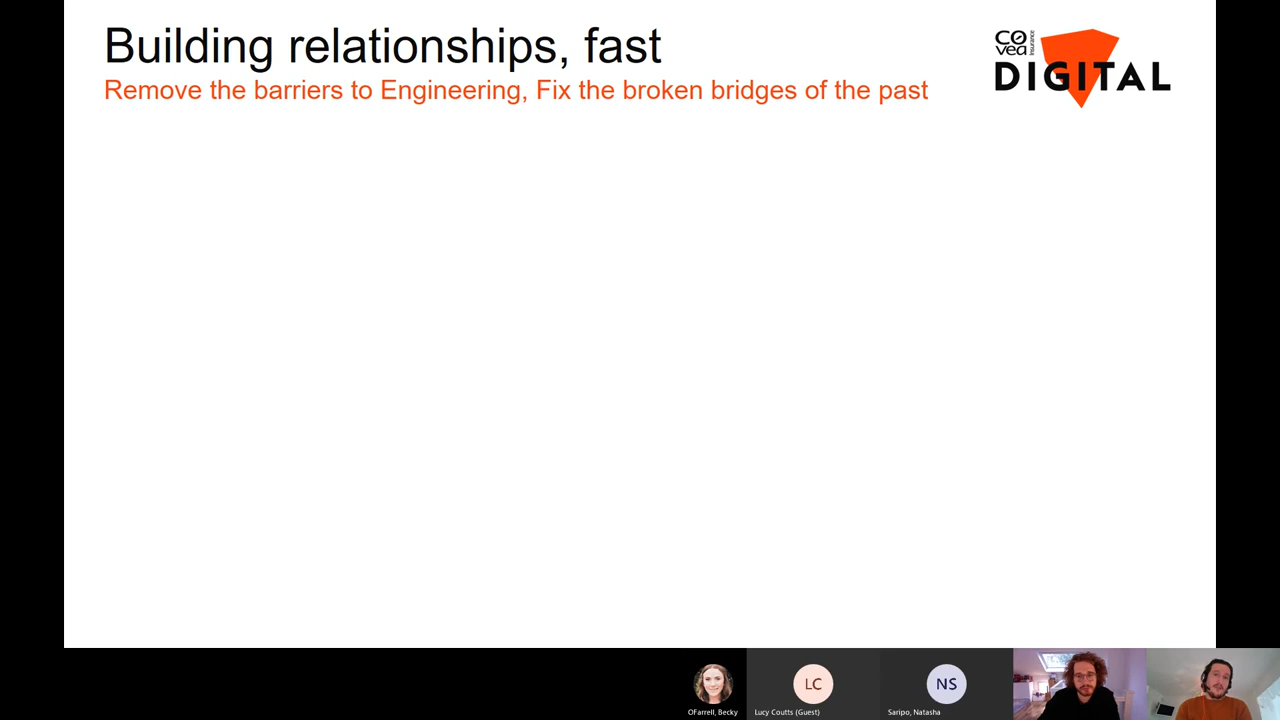 Building relationships, fast
Remove the barriers to Engineering, Fix the broken bridges of the past
CO
vea
Insurance
DIGITAL
LC
NS
OFarrell, Becky
Lucy Coutts (Guest)
Saripo, Natasha